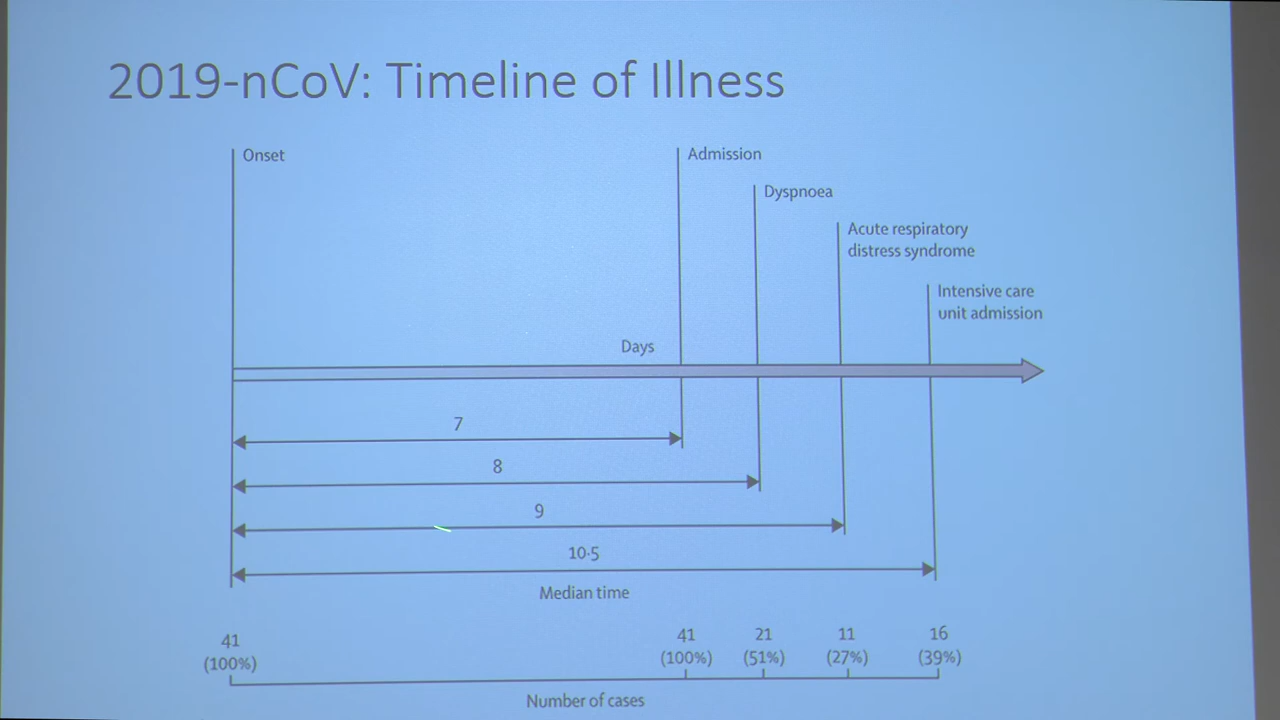 2019-nCoV: Timeline of Illness
Onset
Admission
Dyspnoea
Acute respiratory
distress syndrome
Intensive care
unit admission
Days
7
8
9
10·5
Median time
41
(100%)
41
(100%)
21
(51%)
11
(27%)
16
(39%)
Number of cases